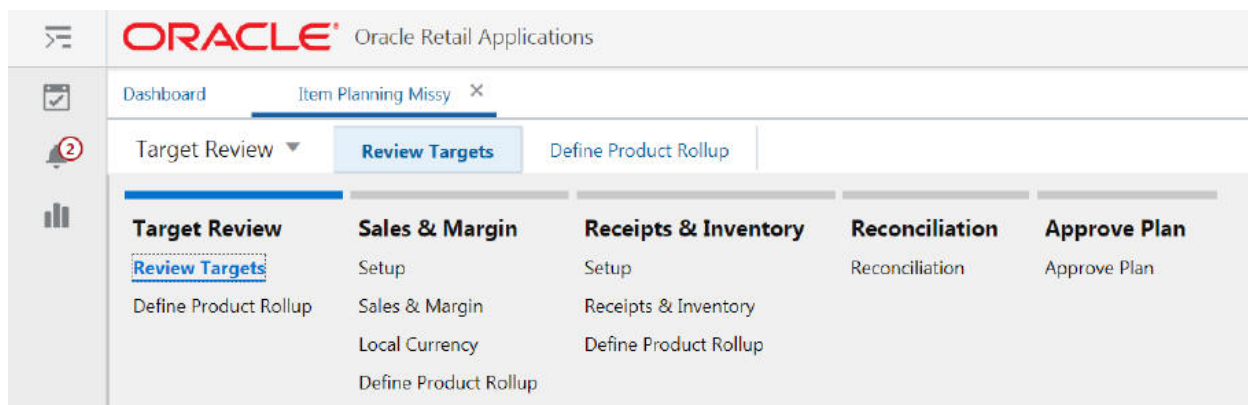 ORACLE® Oracle Retail Applications
Dashboard Item Planning Missy ×
2
Target Review ▼ Review Targets Define Product Rollup
Target Review Sales & Margin Receipts & Inventory Reconciliation Approve Plan
Review Targets Setup Setup Reconciliation Approve Plan
Define Product Rollup Sales & Margin Receipts & Inventory
Local Currency Define Product Rollup
Define Product Rollup